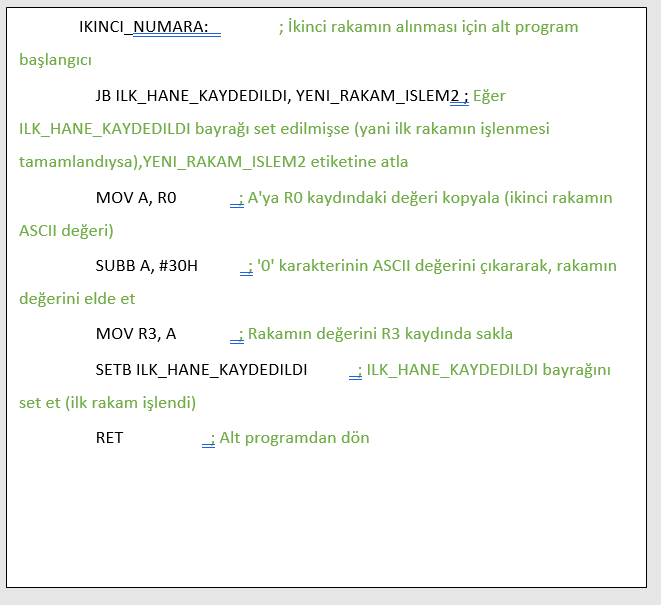 IKINCI_NUMARA: ; İkinci rakamın alınması için alt program
başlangıcı
JB ILK_HANE_KAYDEDILDI, YENI_RAKAM_ISLEM2 ; Eğer
ILK_HANE_KAYDEDILDI bayrağı set edilmişse (yani ilk rakamın işlenmesi
tamamlandıysa),YENI_RAKAM_ISLEM2 etiketine atla
MOV A, R0 ; A'ya R0 kaydındaki değeri kopyala (ikinci rakamın
ASCII değeri)
SUBB A, #30H ; '0' karakterinin ASCII değerini çıkararak, rakamın
değerini elde et
MOV R3, A ; Rakamın değerini R3 kaydında sakla
SETB ILK_HANE_KAYDEDILDI ; ILK_HANE_KAYDEDILDI bayrağını
set et (ilk rakam işlendi)
RET ; Alt programdan dön